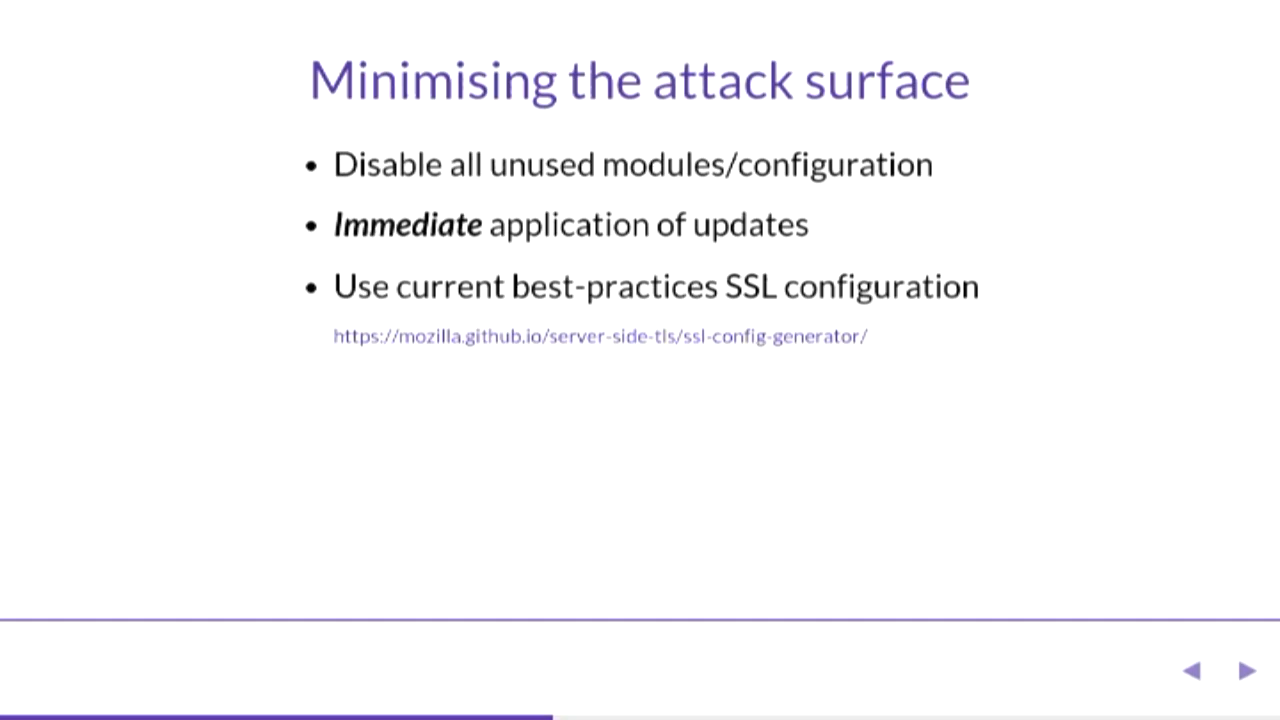 Minimising the attack surface
• Disable all unused modules/configuration
• Immediate application of updates
• Use current best-practices SSL configuration
https://mozilla.github.io/server-side-tls/ssl-config-generator/